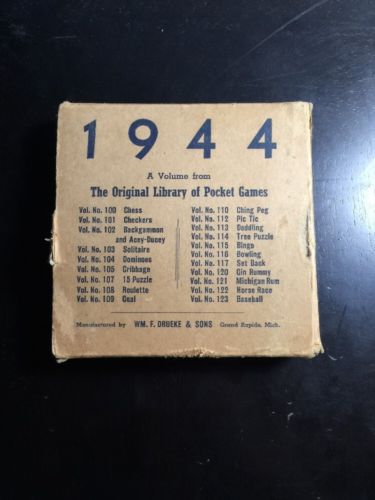 1944
A Volume from
The Original Library of Pocket Games
Vol. No. 100 Chess
Vol. No. 101 Checkers
Vol. No. 102 Backgammon
and Acey-Ducey
Vol. No. 103 Solitaire
Vol. No. 104 Dominoes
Vol. No. 105 Cribbage
Vol. No. 107 15 Puzzle
Vol. No. 108 Roulette
Vol. No. 109 Coal
Vol. No. 110 Ching Peg
Vol. No. 112 Pic Tic
Vol. No. 113 Caddling
Vol. No. 114 Tree Puzzle
Vol. No. 115 Bingo
Vol. No. 116 Bowling
Vol. No. 117 Set Back
Vol. No. 120 Gin Rummy
Vol. No. 121 Michigan Rum
Vol. No. 122 Horse Race
Vol. No. 123 Baseball
Manufactured by WM. F. DRUEKE & SONS Grand Rapids, Mich.